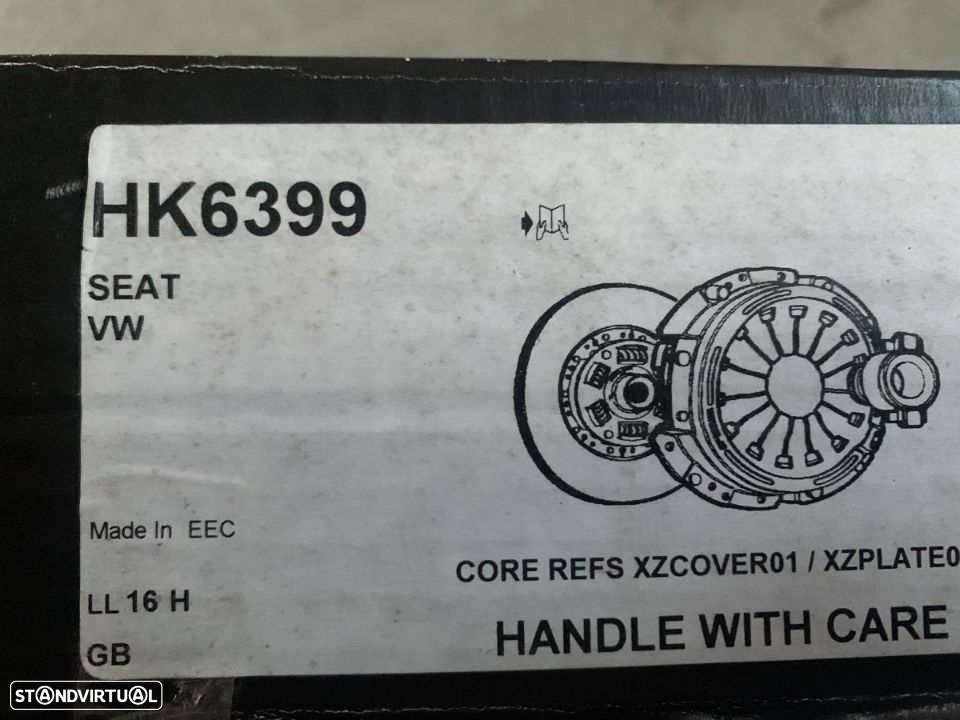 HK6399
SEAT
VW
Made In EEC
CORE REFS XZCOVER01 / XZPLATE0
LL 16 H
HANDLE WITH CARE
GB
STANDVIRTUAL